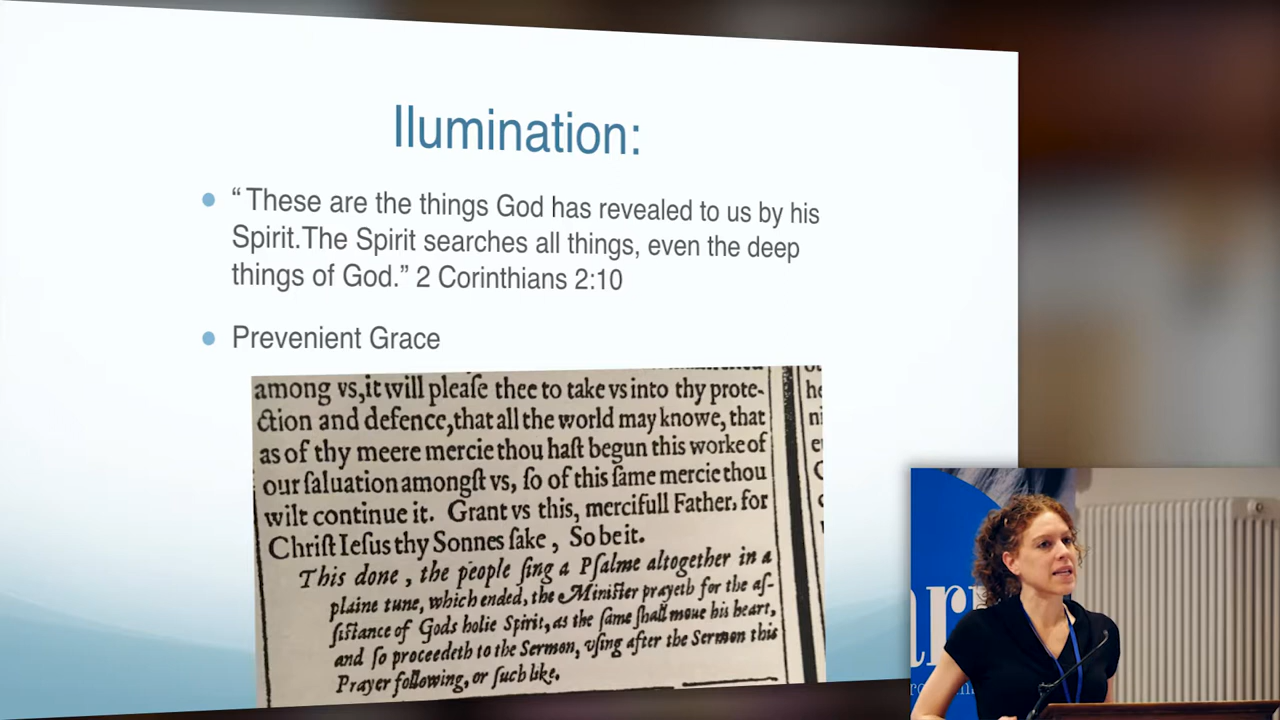 Ilumination:
“ These are the things God has revealed to us by his
Spirit.The Spirit searches all things, even the deep
things of God.” 2 Corinthians 2:10
Prevenient Grace
among vs,it will pleaſe thee to take vs into thy prote-
ction and defence,that all the world may knowe, that
as of thy meere mercie thou haſt begun this worke of
our ſaluation amongſt vs, ſo of this ſame mercie thou
wilt continue it. Grant vs this, mercifull Father, for
Chriſt Ieſus thy Sonnes ſake , So be it.
This done , the people ſing a Pſalme altogether in a
plaine tune, which ended, the Miniſter prayeth for the aſ-
ſiſtance of Gods holie Spirit, as the ſame ſhall moue his heart,
and ſo proceedeth to the Sermon, vſing after the Sermon this
Prayer following, or ſuch like.